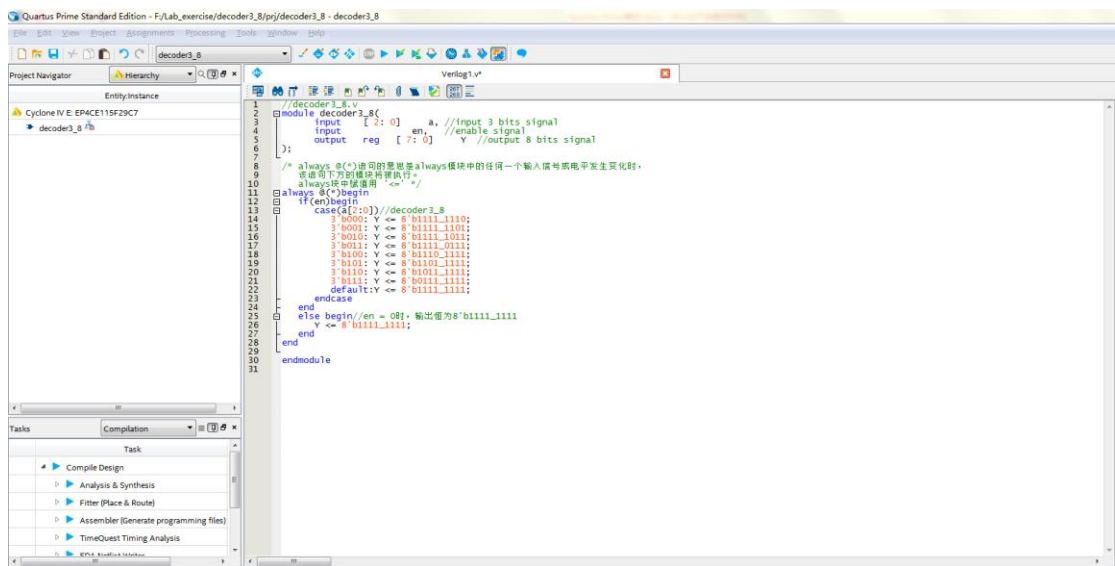 Quartus Prime Standard Edition - F:/Lab_exercise/decoder3_8/prj/decoder3_8 - decoder3_8
File Edit View Project Assignments Processing Tools Window Help
decoder3_8
Project Navigator Hierarchy
Entity:Instance
Cyclone IV E: EP4CE115F29C7
decoder3_8
Verilog1.v*
1 //decoder3_8.v
2 module decoder3_8(
3 input [ 2: 0] a, //input 3 bits signal
4 input en, //enable signal
5 output reg [ 7: 0] Y //output 8 bits signal
6 );
7
8 /* always @(*)语句的意思是always模块中的任何一个输入信号或电平发生变化时,
9 该语句下方的模块将被执行。
10 always块中赋值用 '<=' */
11 always @(*)begin
12 if(en)begin
13 case(a[2:0])//decoder3_8
14 3'b000: Y <= 8'b1111_1110;
15 3'b001: Y <= 8'b1111_1101;
16 3'b010: Y <= 8'b1111_1011;
17 3'b011: Y <= 8'b1111_0111;
18 3'b100: Y <= 8'b1110_1111;
19 3'b101: Y <= 8'b1101_1111;
20 3'b110: Y <= 8'b1011_1111;
21 3'b111: Y <= 8'b0111_1111;
22 default:Y <= 8'b1111_1111;
23 endcase
24 end
25 else begin//en = 0时, 输出恒为8'b1111_1111
26 Y <= 8'b1111_1111;
27 end
28 end
29
30 endmodule
31
Tasks Compilation
Task
Compile Design
Analysis & Synthesis
Fitter (Place & Route)
Assembler (Generate programming files)
TimeQuest Timing Analysis
EDA Netlist Writer